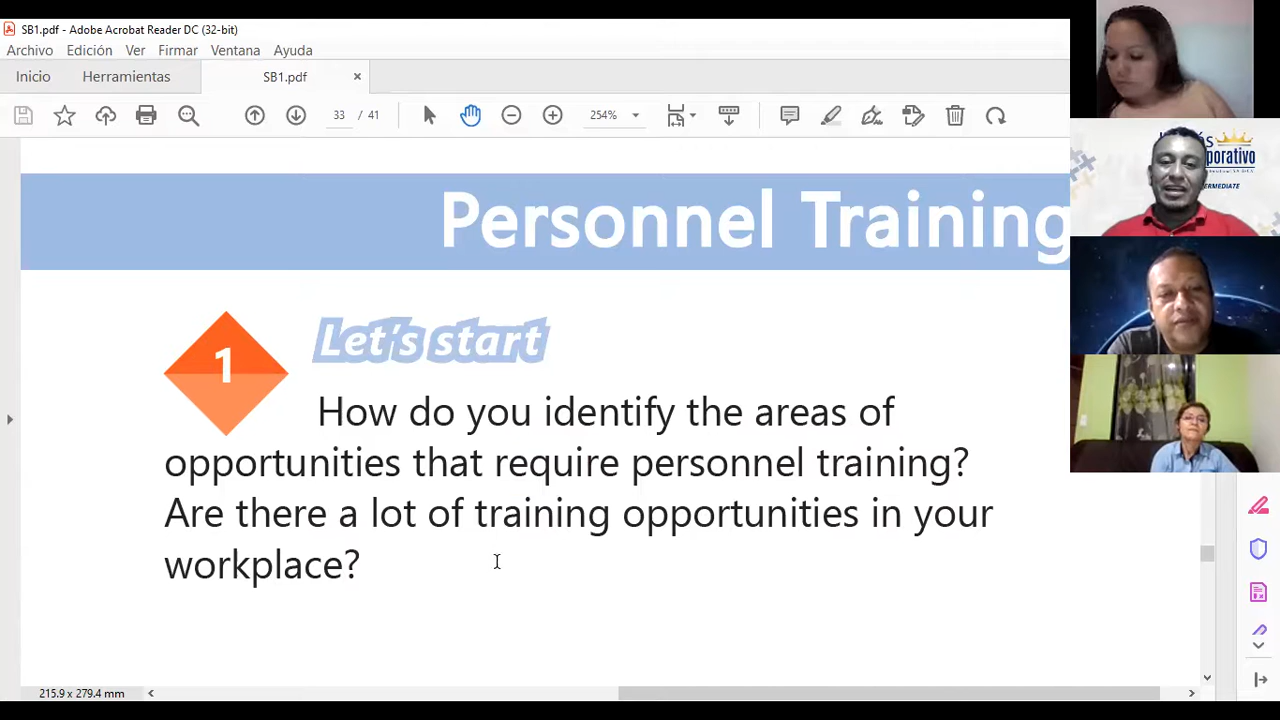 SB1.pdf - Adobe Acrobat Reader DC (32-bit)
Archivo Edición Ver Firmar Ventana Ayuda
Inicio Herramientas SB1.pdf ×
33 / 41 254%
Personnel Training
1
Let's start
How do you identify the areas of
opportunities that require personnel training?
Are there a lot of training opportunities in your
workplace?
215.9 x 279.4 mm